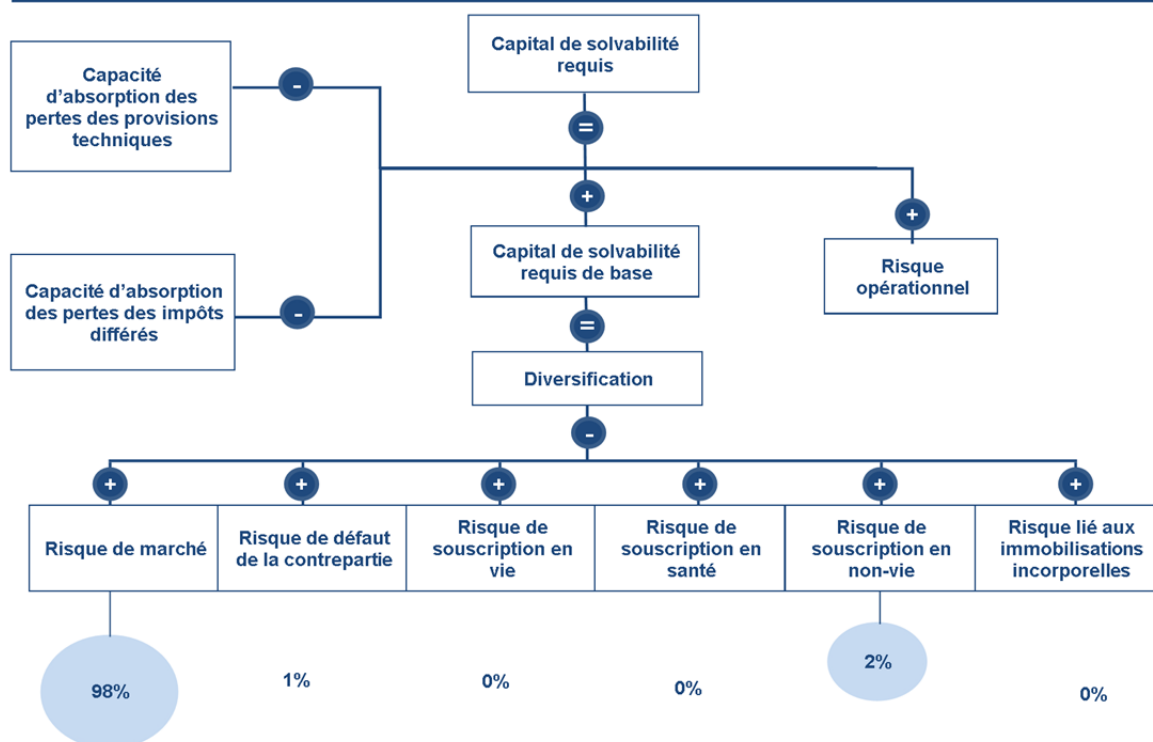 Capital de solvabilité
requis
Capacité
d'absorption des
pertes des provisions
techniques
-
=
+
+
Capital de solvabilité
requis de base
Risque
opérationnel
Capacité d'absorption
des pertes des impôts
différés
-
=
Diversification
-
+
+
+
+
+
+
Risque de marché
Risque de défaut
de la contrepartie
Risque de
souscription en
vie
Risque de
souscription en
santé
Risque de
souscription en
non-vie
Risque lié aux
immobilisations
incorporelles
98%
1%
0%
0%
2%
0%